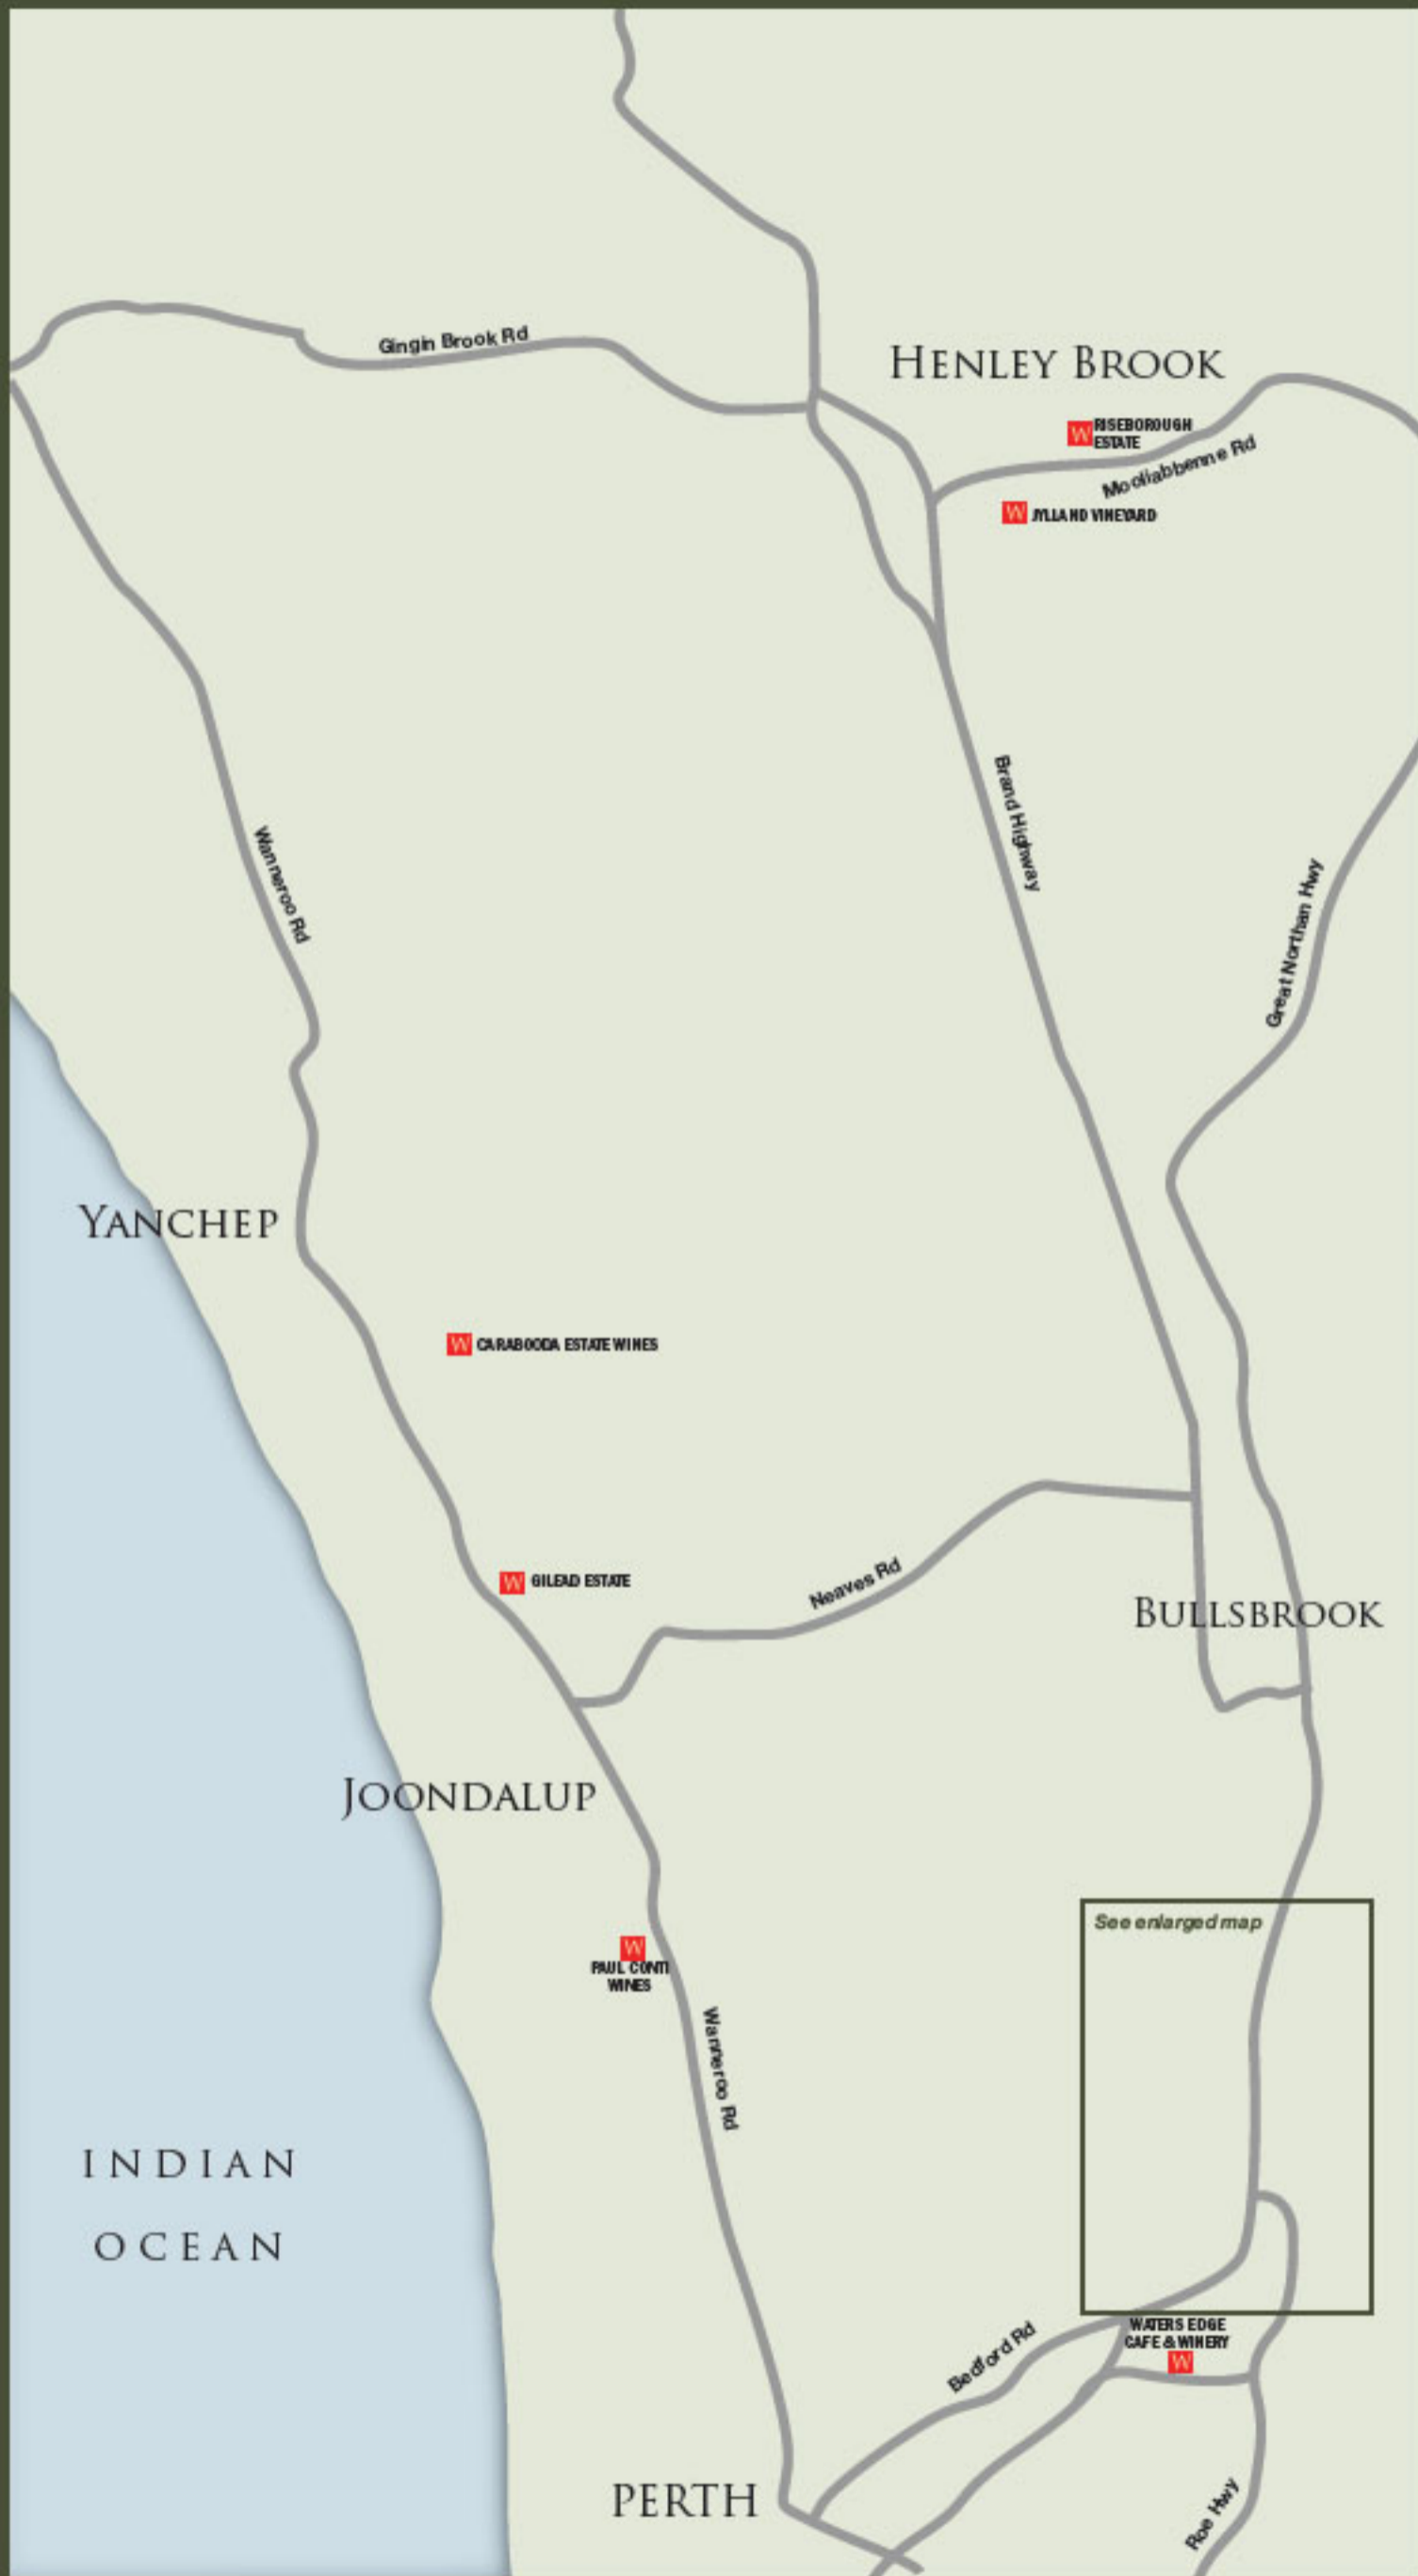 Gingin Brook Rd
HENLEY BROOK
W RISEBOROUGH
ESTATE
Mooliabbenne Rd
W JYLLAND VINEYARD
Brand Highway
Wanneroo Rd
Great Northan Hwy
YANCHEP
W CARABOODA ESTATE WINES
Neaves Rd
W GILEAD ESTATE
BULLSBROOK
JOONDALUP
See enlarged map
W
PAUL CONTI
WINES
Wanneroo Rd
INDIAN
OCEAN
WATERS EDGE
CAFE & WINERY
W
Bedford Rd
PERTH
Roe Hwy